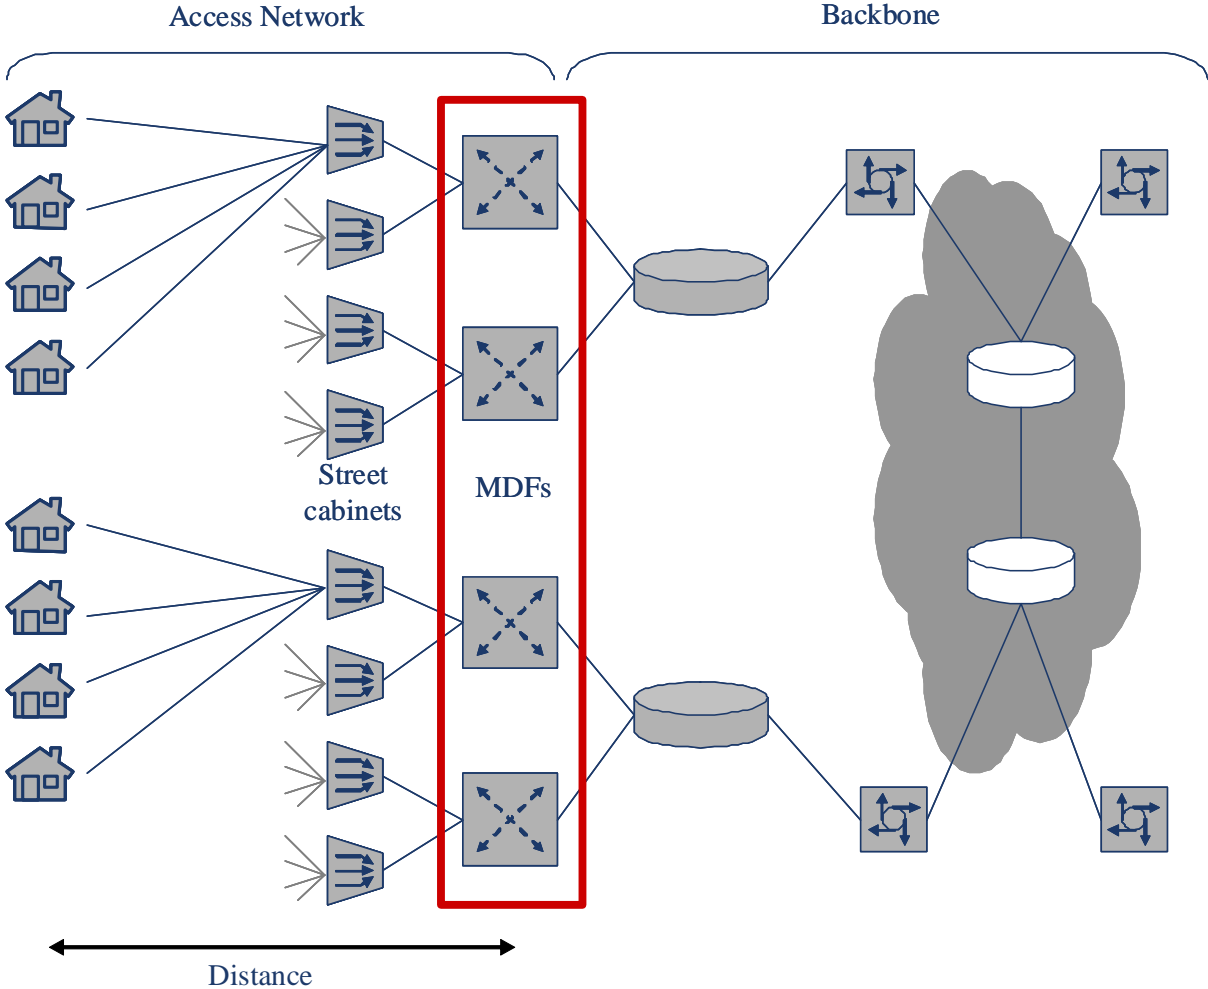 Access Network
Backbone
Street
cabinets
MDFs
Distance